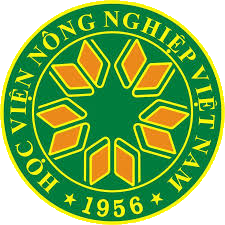 HỌC VIỆN NÔNG NGHIỆP VIỆT NAM
★ 1956 ★